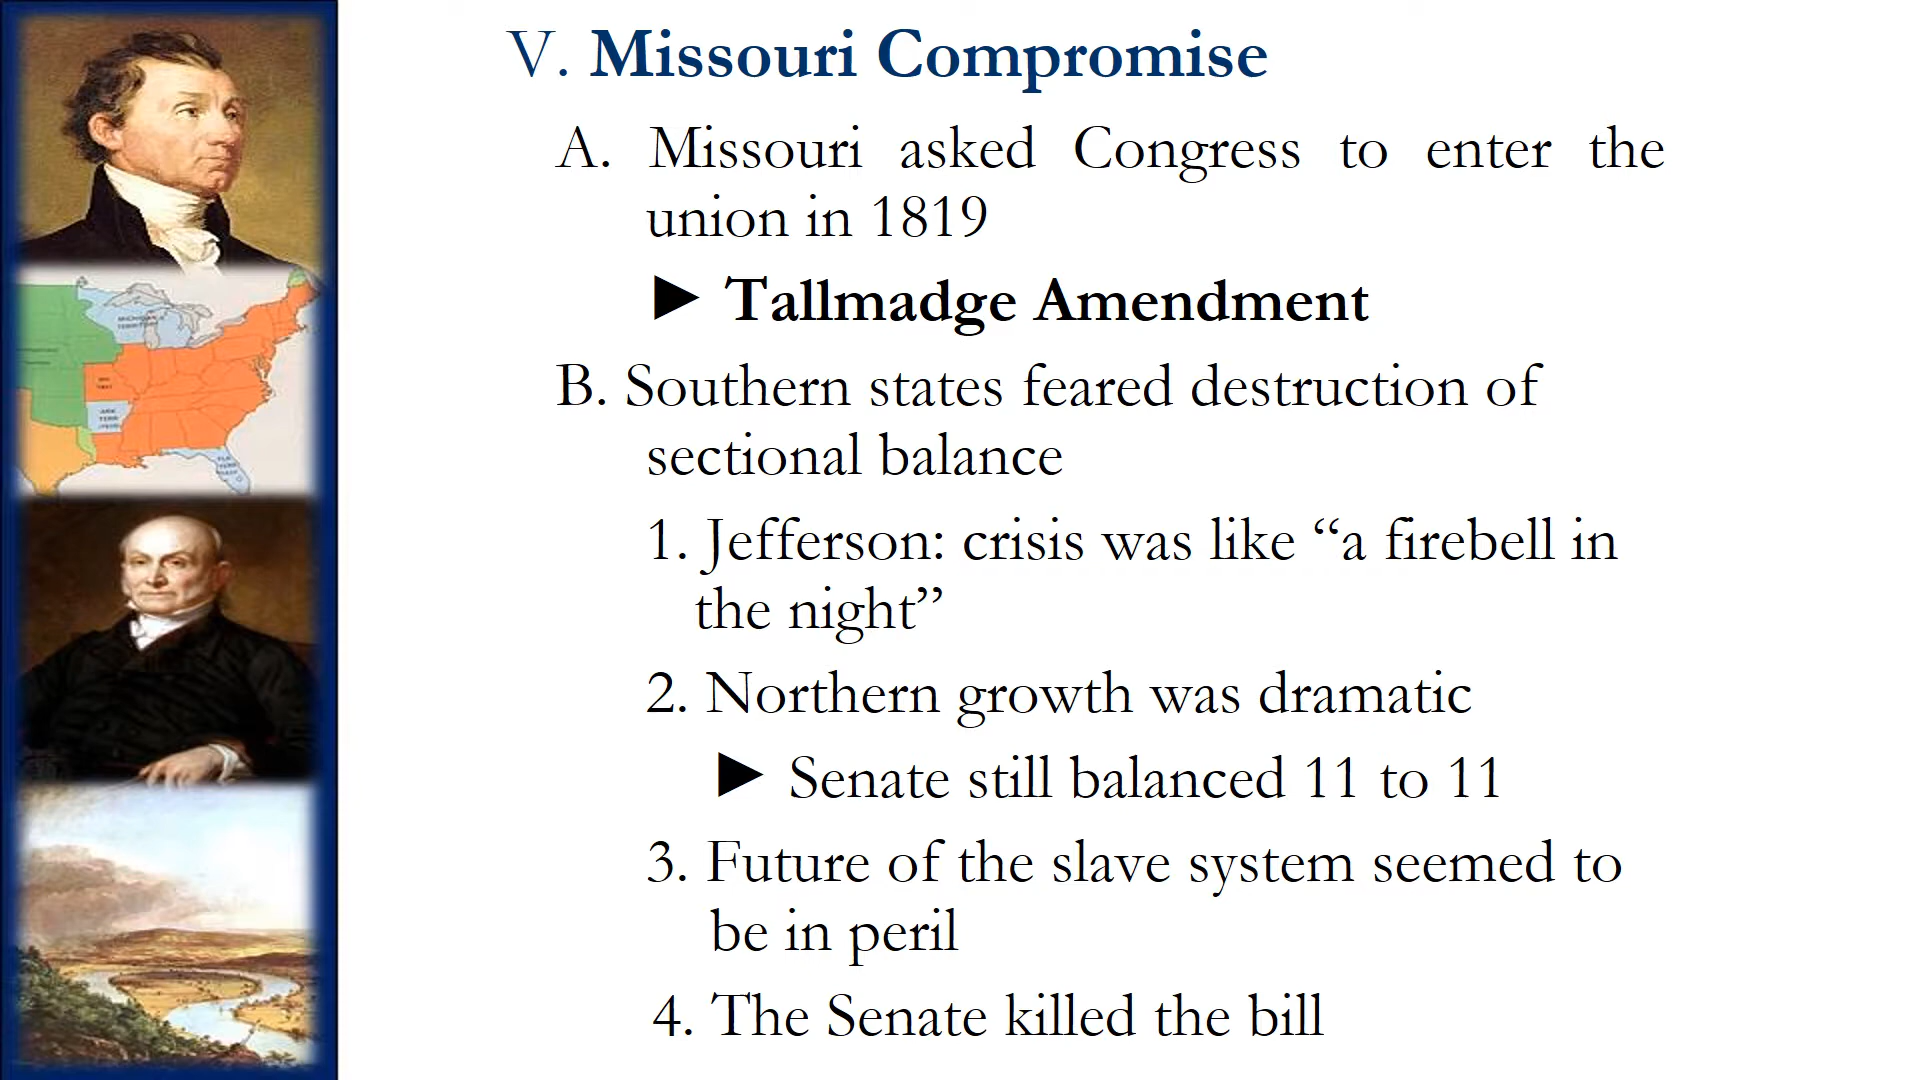 V. Missouri Compromise
A. Missouri asked Congress to enter the
union in 1819
► Tallmadge Amendment
B. Southern states feared destruction of
sectional balance
1. Jefferson: crisis was like “a firebell in
the night”
2. Northern growth was dramatic
► Senate still balanced 11 to 11
3. Future of the slave system seemed to
be in peril
4. The Senate killed the bill